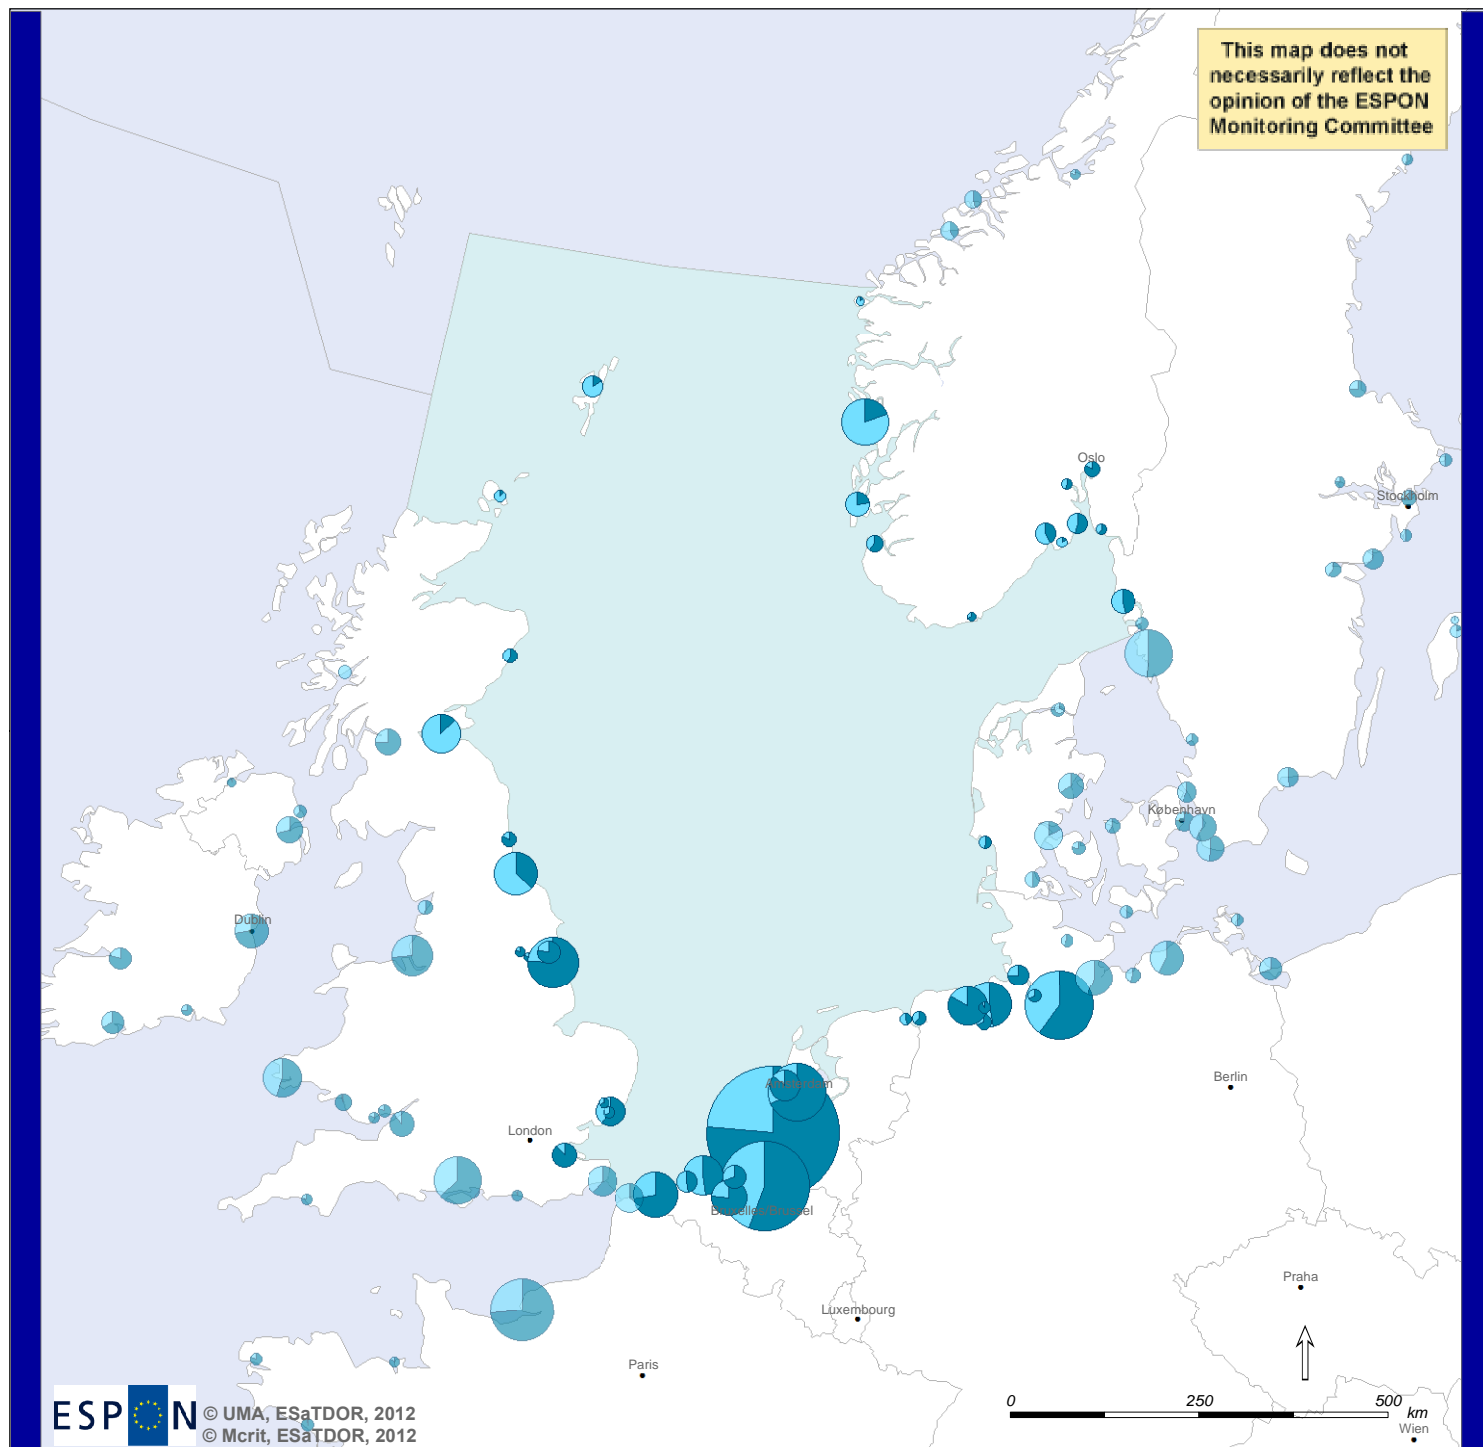 This map does not
necessarily reflect the
opinion of the ESPON
Monitoring Committee
Oslo
Stockholm
København
Dublin
Amsterdam
Berlin
London
Bruxelles/Brussel
Praha
Luxembourg
Paris
0 250 500
km
Wien
ESPON
© UMA, ESaTDOR, 2012
© Mcrit, ESaTDOR, 2012